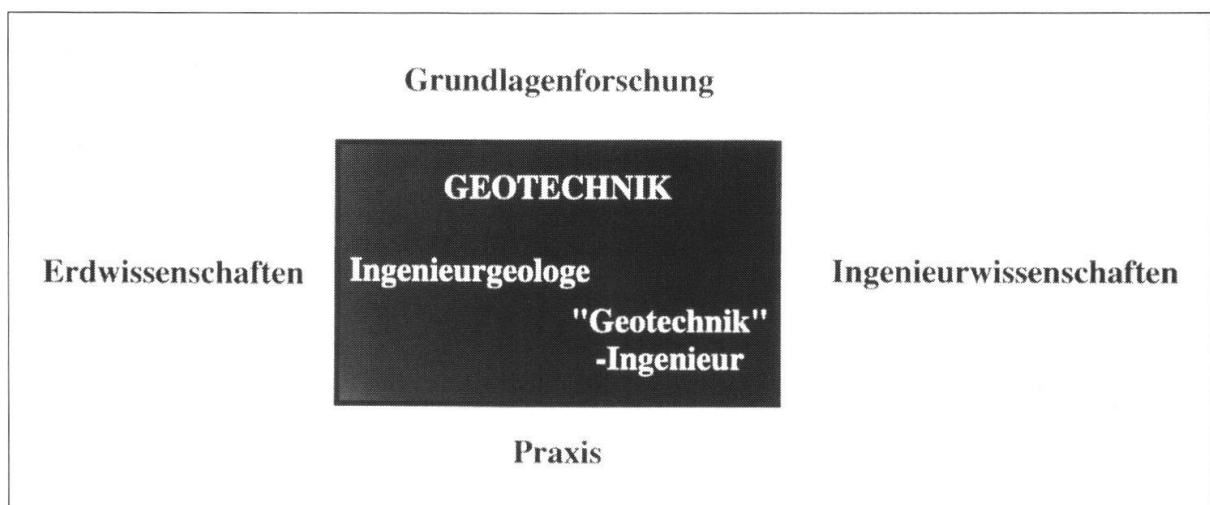 Grundlagenforschung
GEOTECHNIK
Erdwissenschaften
Ingenieurgeologe
Ingenieurwissenschaften
"Geotechnik"
-Ingenieur
Praxis